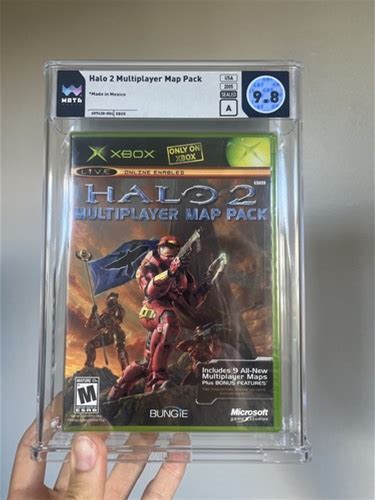 WATA
Halo 2 Multiplayer Map Pack
*Made in Mexico
XBOX
USA
2005
SEALED
A
9.8
XBOX
ONLY ON
XBOX
LIVE ONLINE ENABLED
HALO 2
MULTIPLAYER MAP PACK
Includes 9 All-New
Multiplayer Maps
Plus BONUS FEATURES
MATURE 17+
M
ESRB
BUNGIE
Microsoft
game studios